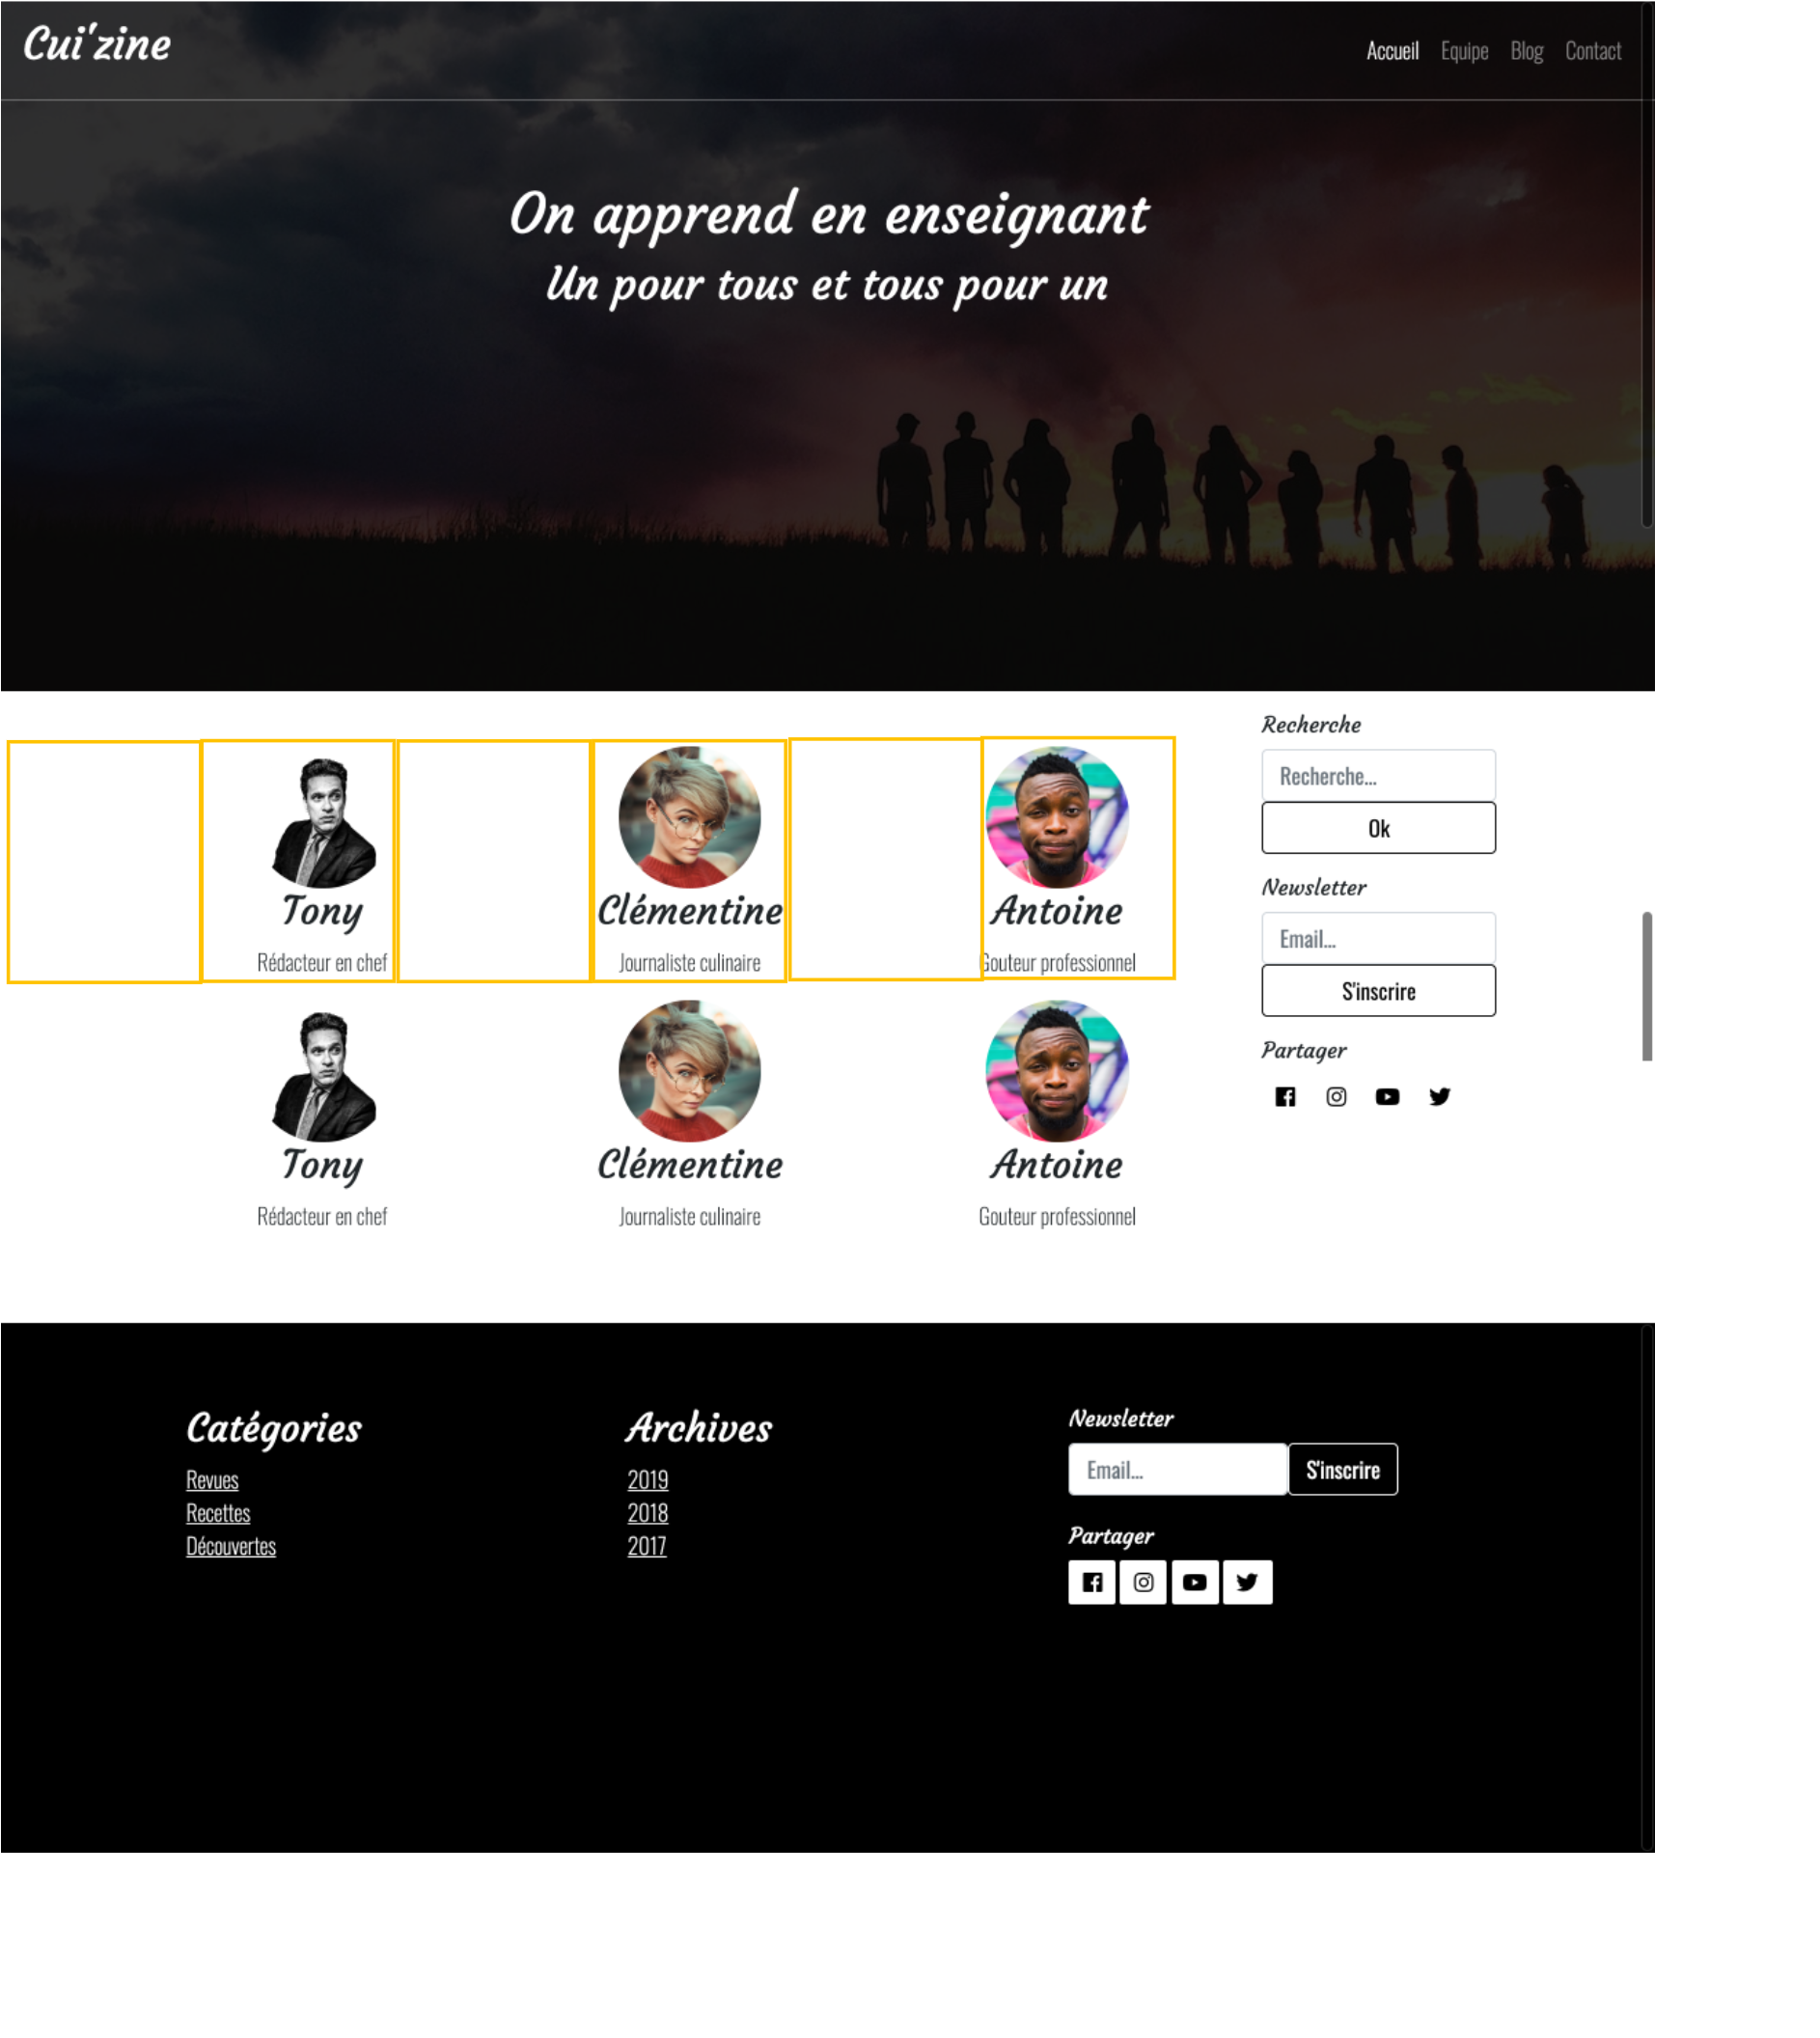 Cui'zine
Accueil Equipe Blog Contact
On apprend en enseignant
Un pour tous et tous pour un
Tony
Rédacteur en chef
Clémentine
Journaliste culinaire
Antoine
Gouteur professionnel
Tony
Rédacteur en chef
Clémentine
Journaliste culinaire
Antoine
Gouteur professionnel
Recherche
Recherche...
Ok
Newsletter
Email...
S'inscrire
Partager
Catégories
Revues
Recettes
Découvertes
Archives
2019
2018
2017
Newsletter
Email...
S'inscrire
Partager